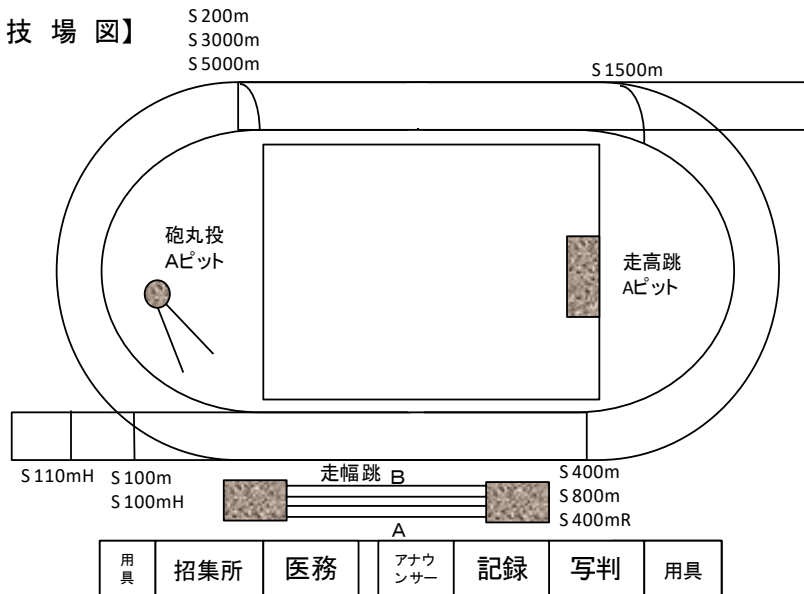 技 場 図】
S200m
S3000m
S5000m
S1500m
砲丸投
Aピット
走高跳
Aピット
S110mH
S100m
S100mH
走幅跳
B
A
S400m
S800m
S400mR
用
具
招集所
医務
アナウ
ンサー
記録
写判
用具